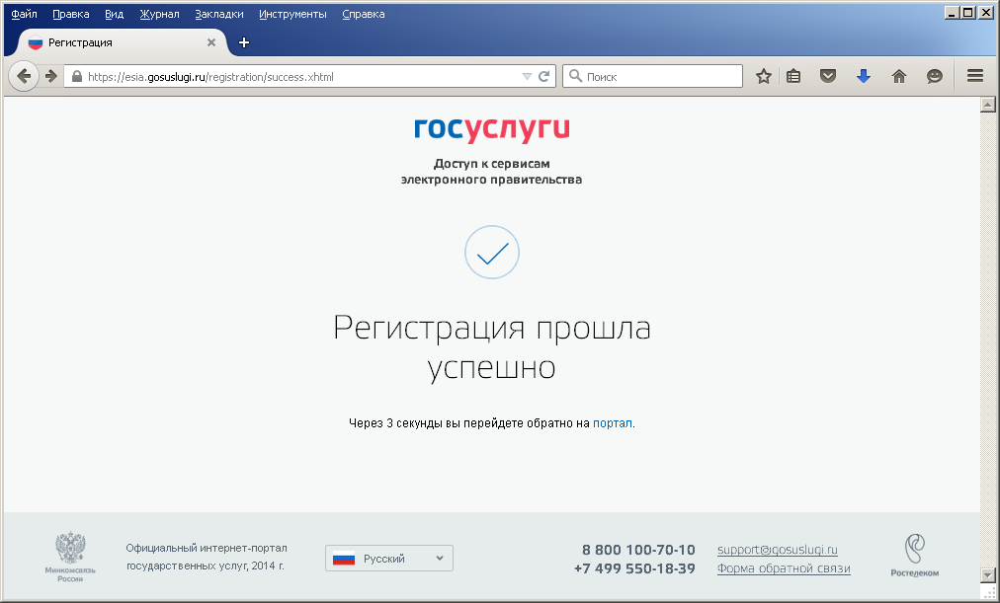 Файл Правка Вид Журнал Закладки Инструменты Справка
Регистрация
https://esia.gosuslugi.ru/registration/success.xhtml
Поиск
госуслуги
Доступ к сервисам
электронного правительства
Регистрация прошла
успешно
Через 3 секунды вы перейдете обратно на портал.
Минкомсвязь
России
Официальный интернет-портал
государственных услуг, 2014 г.
Русский
8 800 100-70-10
+7 499 550-18-39
support@gosuslugi.ru
Форма обратной связи
Ростелеком